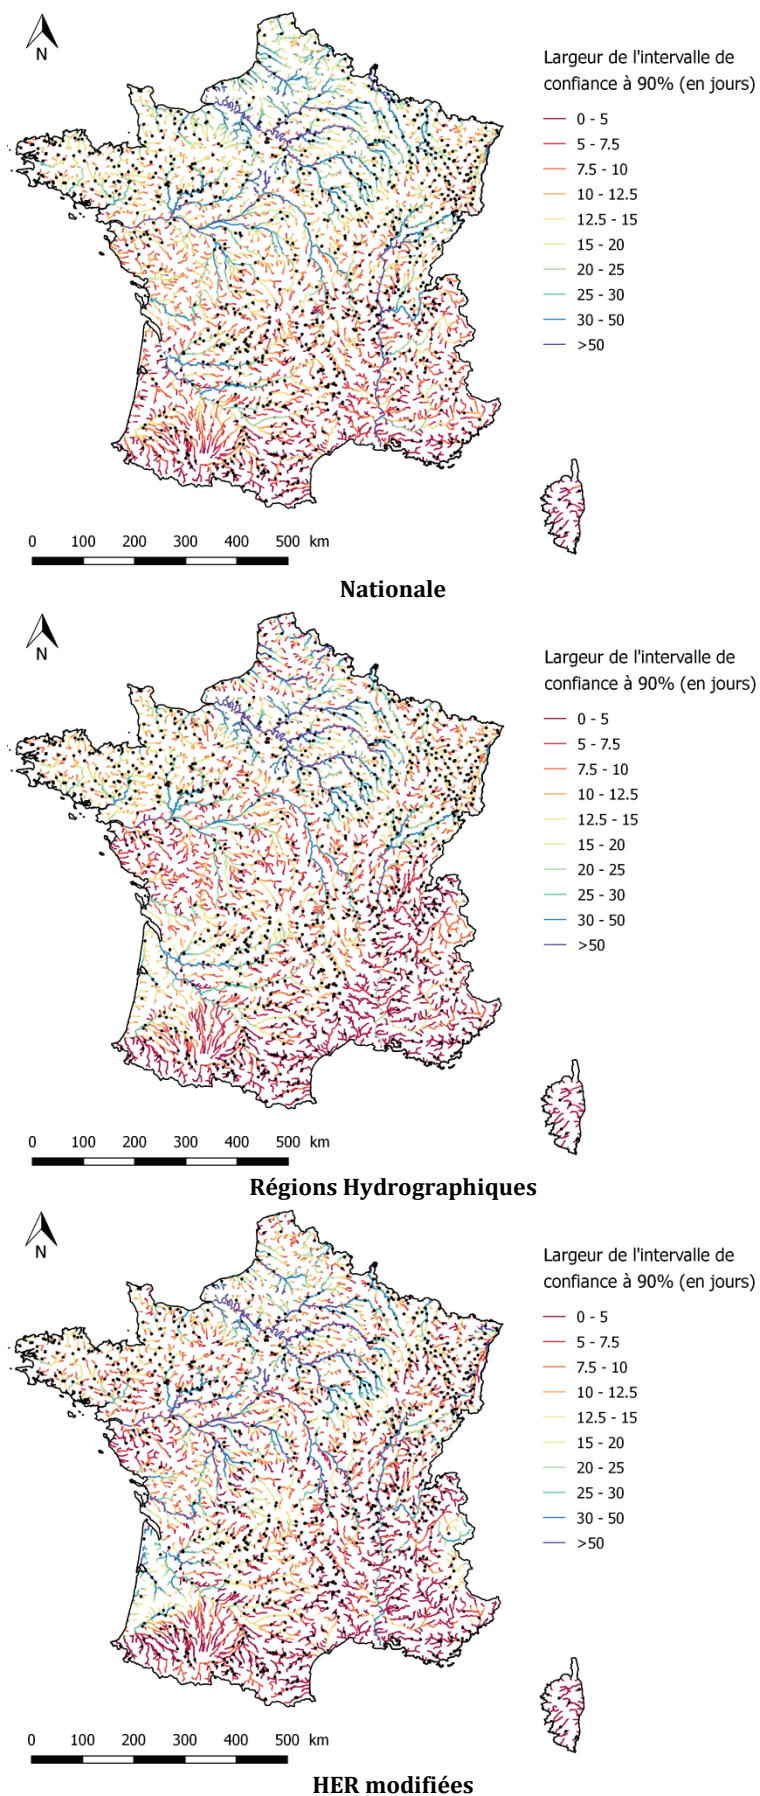 N
Largeur de l'intervalle de
confiance à 90% (en jours)
0 - 5
5 - 7.5
7.5 - 10
10 - 12.5
12.5 - 15
15 - 20
20 - 25
25 - 30
30 - 50
>50
0 100 200 300 400 500 km
Nationale
N
Largeur de l'intervalle de
confiance à 90% (en jours)
0 - 5
5 - 7.5
7.5 - 10
10 - 12.5
12.5 - 15
15 - 20
20 - 25
25 - 30
30 - 50
>50
0 100 200 300 400 500 km
Régions Hydrographiques
N
Largeur de l'intervalle de
confiance à 90% (en jours)
0 - 5
5 - 7.5
7.5 - 10
10 - 12.5
12.5 - 15
15 - 20
20 - 25
25 - 30
30 - 50
>50
0 100 200 300 400 500 km
HER modifiées